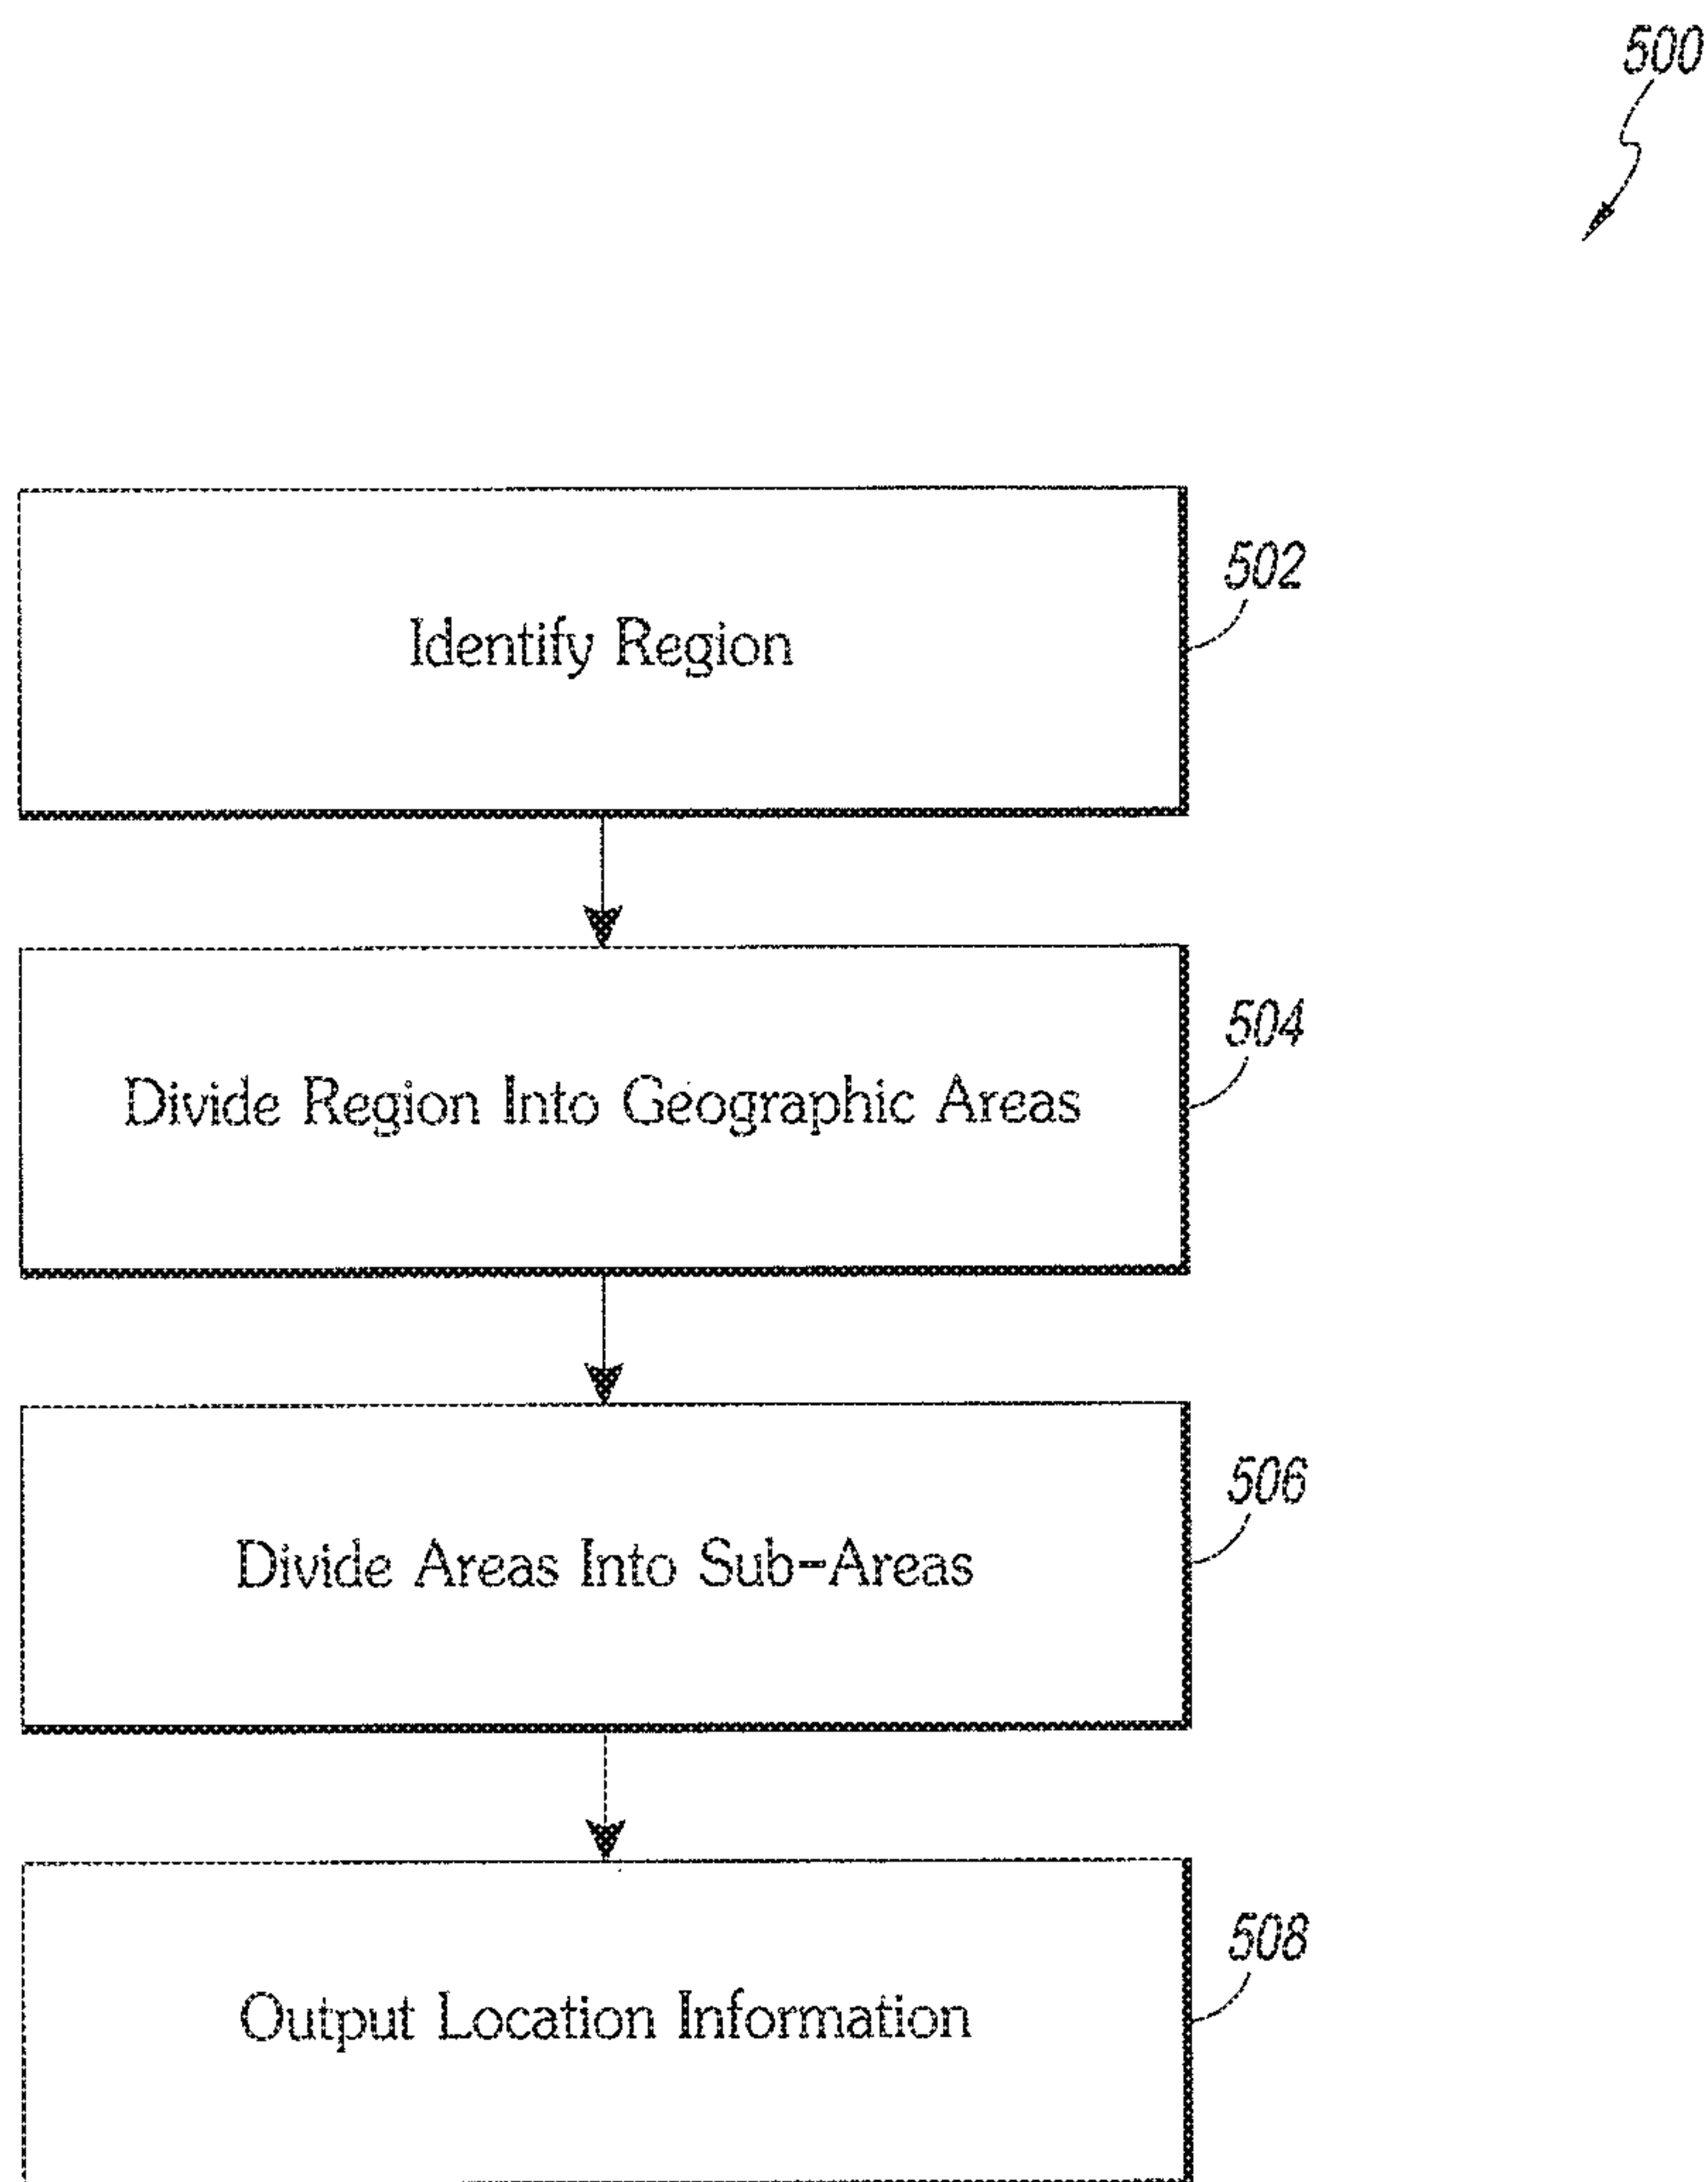 500
Identify Region
502
Divide Region Into Geographic Areas
504
Divide Areas Into Sub-Areas
506
Output Location Information
508